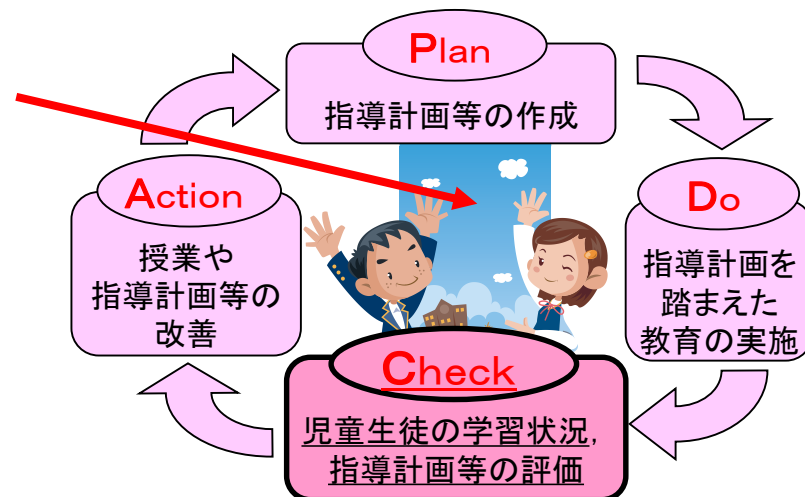 Plan
指導計画等の作成
Do
指導計画を
踏まえた
教育の実施
Check
児童生徒の学習状況,
指導計画等の評価
Action
授業や
指導計画等の
改善